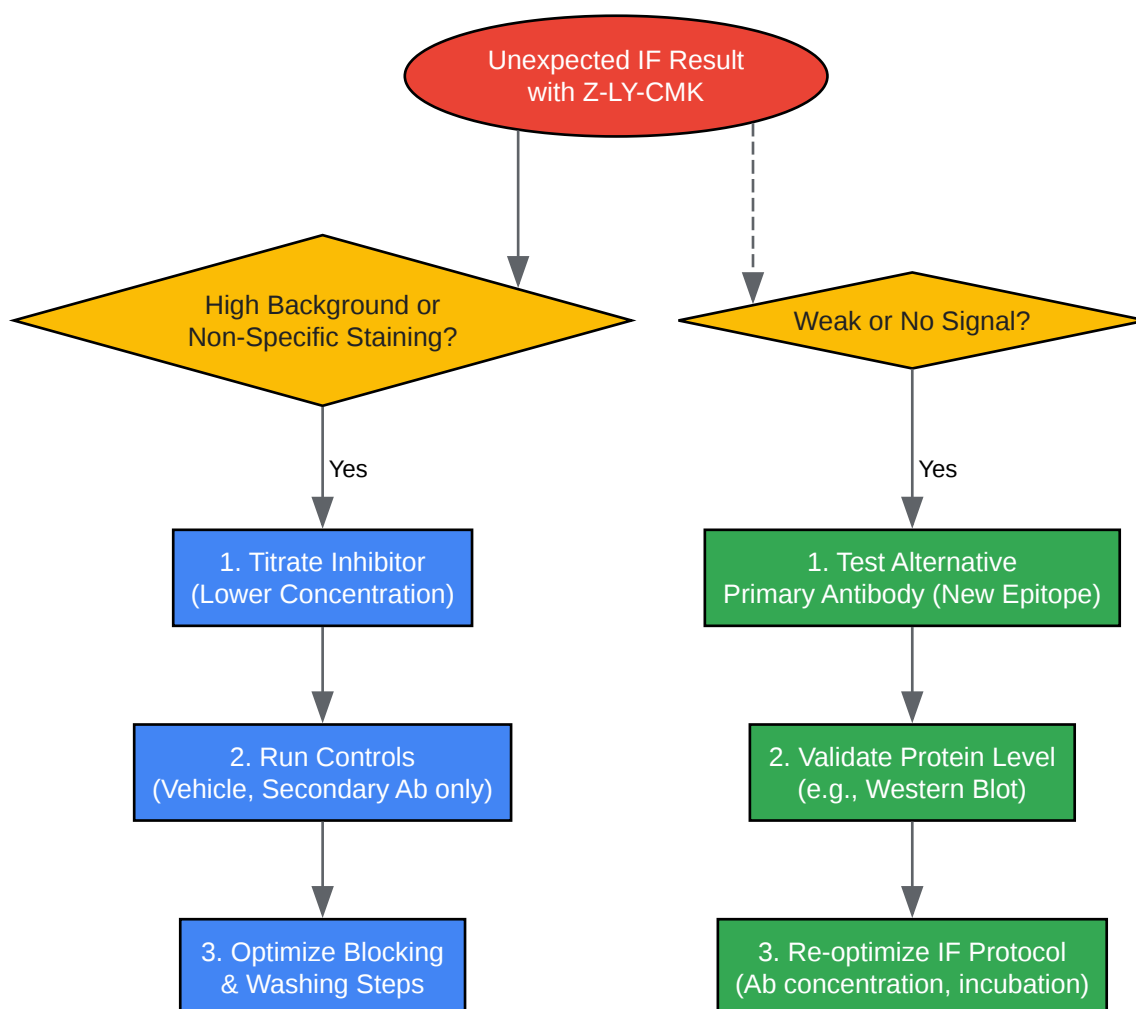 Unexpected IF Result
with Z-LY-CMK
High Background or
Non-Specific Staining?
Weak or No Signal?
Yes
Yes
1. Titrate Inhibitor
(Lower Concentration)
1. Test Alternative
Primary Antibody (New Epitope)
2. Run Controls
(Vehicle, Secondary Ab only)
2. Validate Protein Level
(e.g., Western Blot)
3. Optimize Blocking
& Washing Steps
3. Re-optimize IF Protocol
(Ab concentration, incubation)